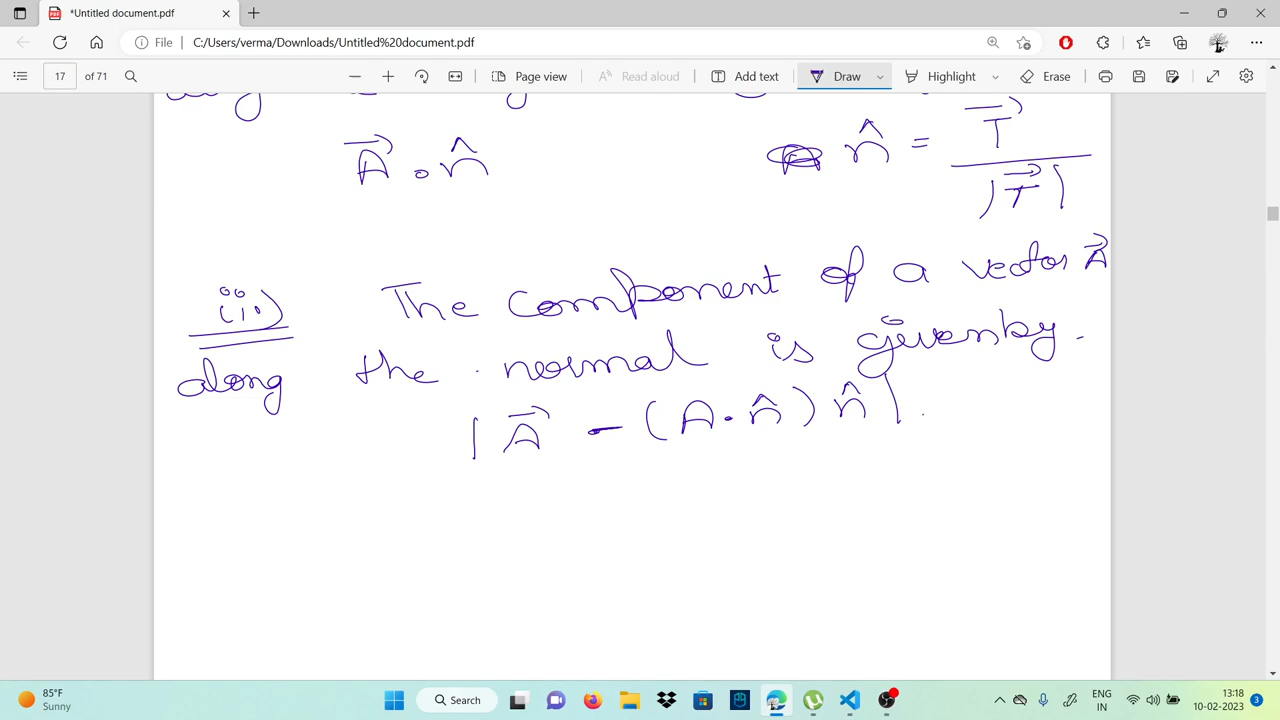 *Untitled document.pdf
File C:/Users/verma/Downloads/Untitled%20document.pdf
17 of 71 Page view Read aloud Add text Draw Highlight Erase
A⃗ . n̂ n̂ = T⃗ / |T⃗|
(ii) The component of a vector A⃗
along the normal is given by.
| A⃗ - (A . n̂) n̂ |.
85°F
Sunny
Search
ENG
IN
13:18
10-02-2023
3